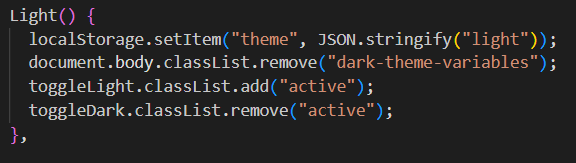 Light() {
  localStorage.setItem("theme", JSON.stringify("light"));
  document.body.classList.remove("dark-theme-variables");
  toggleLight.classList.add("active");
  toggleDark.classList.remove("active");
},